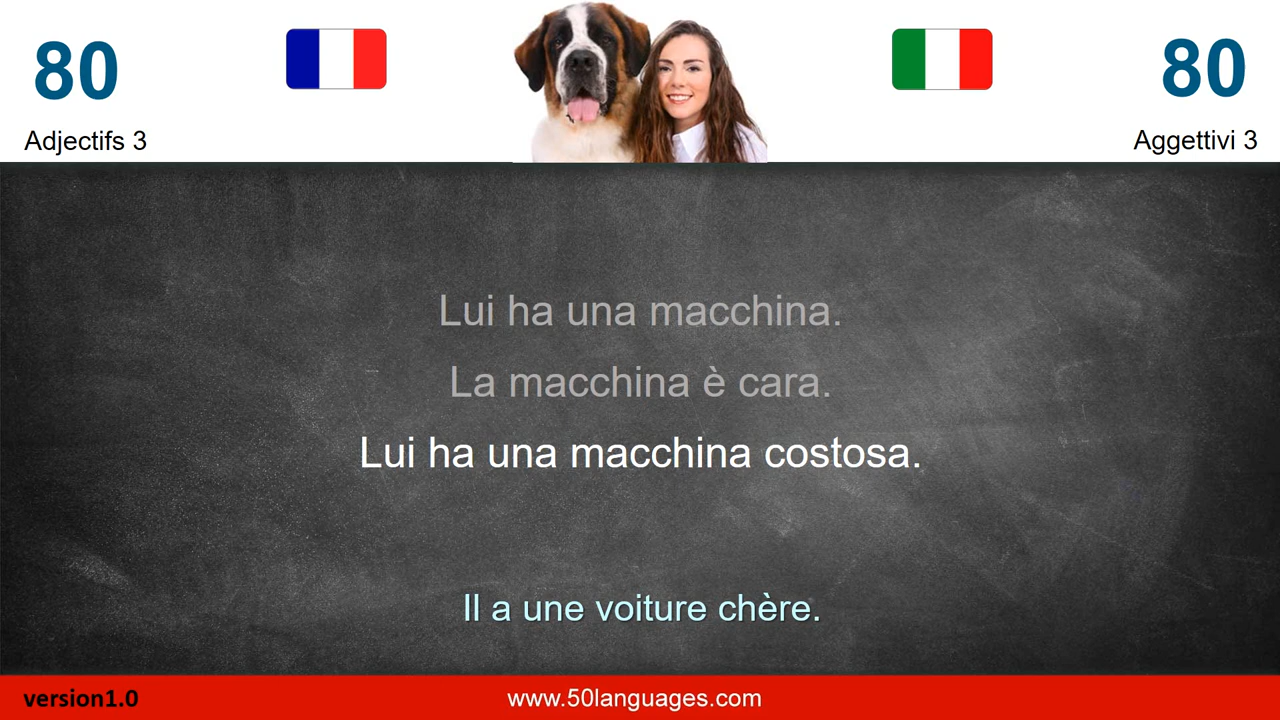 80
80
Adjectifs 3
Aggettivi 3
Lui ha una macchina.
La macchina è cara.
Lui ha una macchina costosa.
Il a une voiture chère.
version1.0
www.50languages.com